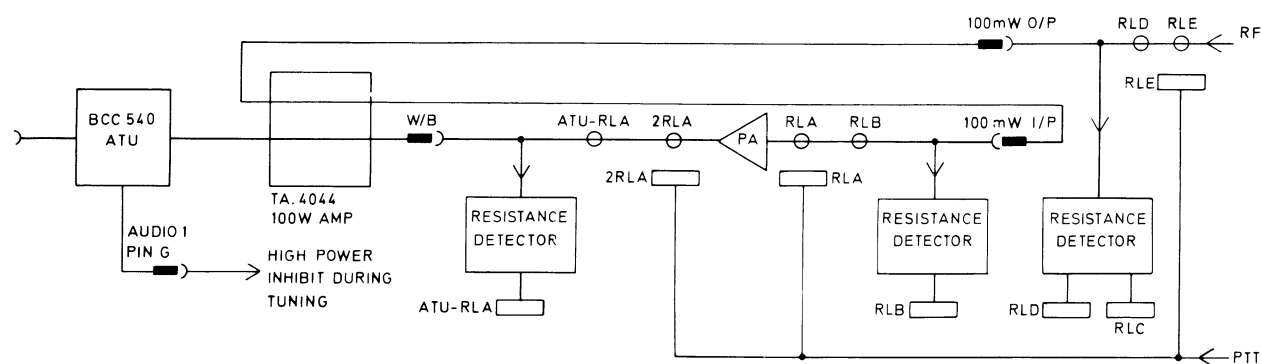 100mW O/P
RLD
RLE
RF
RLE
BCC 540
ATU
W/B
ATU-RLA
2RLA
PA
RLA
RLB
100mW I/P
2RLA
RLA
TA.4044
100W AMP
AUDIO 1
PIN G
HIGH POWER
INHIBIT DURING
TUNING
RESISTANCE
DETECTOR
RESISTANCE
DETECTOR
RESISTANCE
DETECTOR
ATU-RLA
RLB
RLD
RLC
PTT